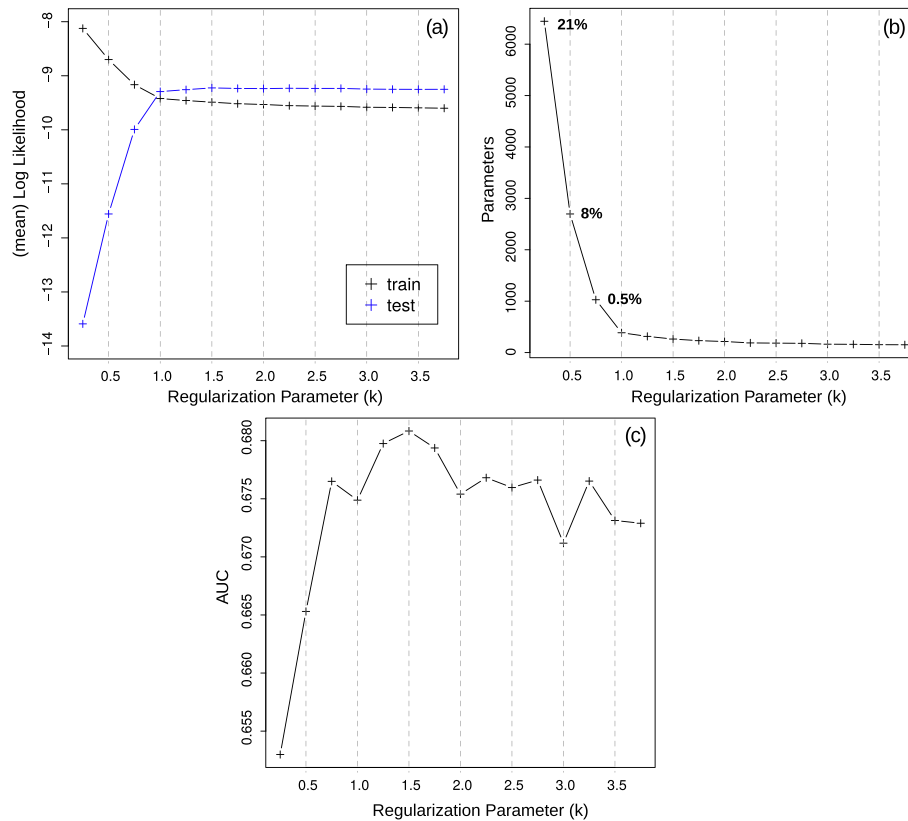 (a)
(mean) Log Likelihood
−8
−9
−10
−11
−12
−13
−14
train
test
0.5 1.0 1.5 2.0 2.5 3.0 3.5
Regularization Parameter (k)
(b)
Parameters
6000
5000
4000
3000
2000
1000
0
21%
8%
0.5%
0.5 1.0 1.5 2.0 2.5 3.0 3.5
Regularization Parameter (k)
(c)
AUC
0.680
0.675
0.670
0.665
0.660
0.655
0.5 1.0 1.5 2.0 2.5 3.0 3.5
Regularization Parameter (k)